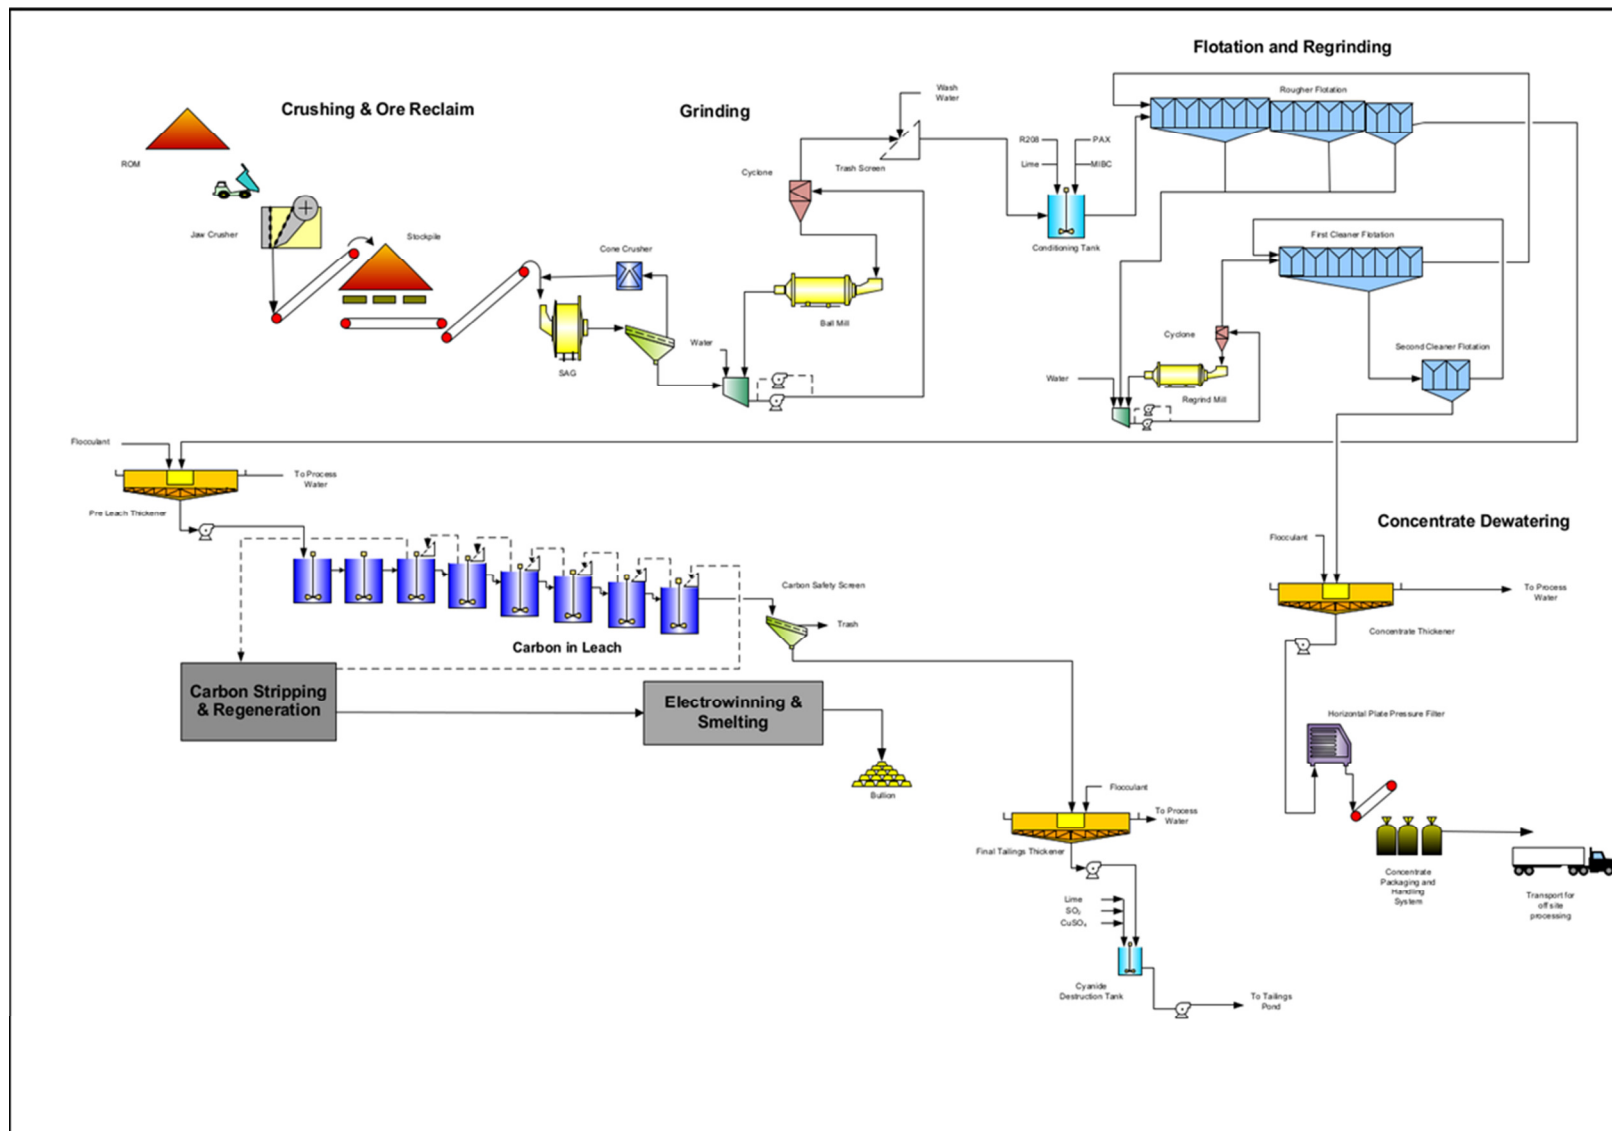 Flotation and Regrinding
Crushing & Ore Reclaim
Grinding
Wash
Water
Rougher Flotation
ROM
R208
PAX
Lime
MIBC
Trash Screen
Cyclone
Jaw Crusher
Stockpile
Cone Crusher
Conditioning Tank
First Cleaner Flotation
Ball Mill
Water
SAG
Cyclone
Second Cleaner Flotation
Water
Regrind Mill
Flocculant
To Process
Water
Pre Leach Thickener
Concentrate Dewatering
Flocculant
To Process
Water
Concentrate Thickener
Carbon Safety Screen
Trash
Carbon in Leach
Carbon Stripping
& Regeneration
Electrowinning &
Smelting
Bullion
Horizontal Plate Pressure Filter
Flocculant
To Process
Water
Final Tailings Thickener
Concentrate
Packaging and
Handling
System
Transport for
off site
processing
Lime
SO₂
CuSO₄
Cyanide
Destruction Tank
To Tailings
Pond